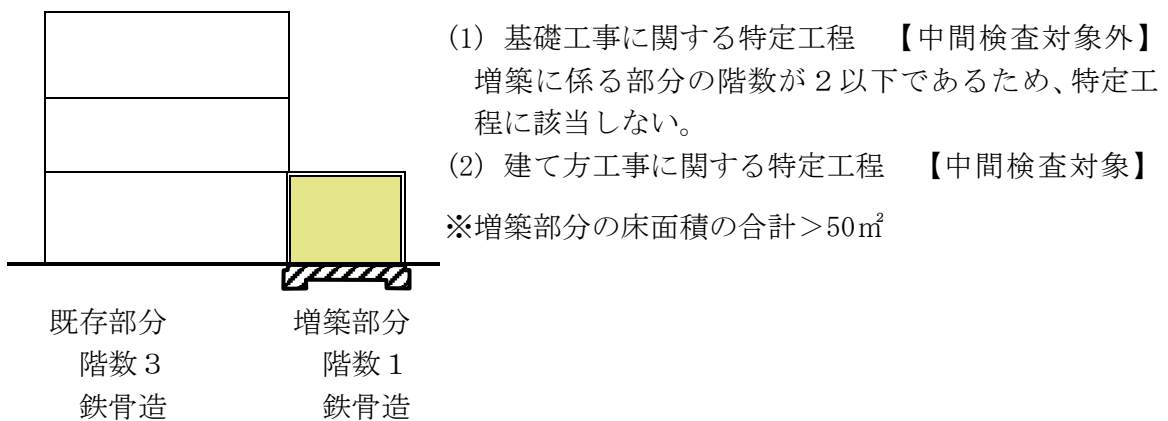 (1) 基礎工事に関する特定工程　【中間検査対象外】
増築に係る部分の階数が２以下であるため、特定工
程に該当しない。
(2) 建て方工事に関する特定工程　【中間検査対象】
※増築部分の床面積の合計＞50㎡
既存部分　増築部分
階数３　階数１
鉄骨造　鉄骨造